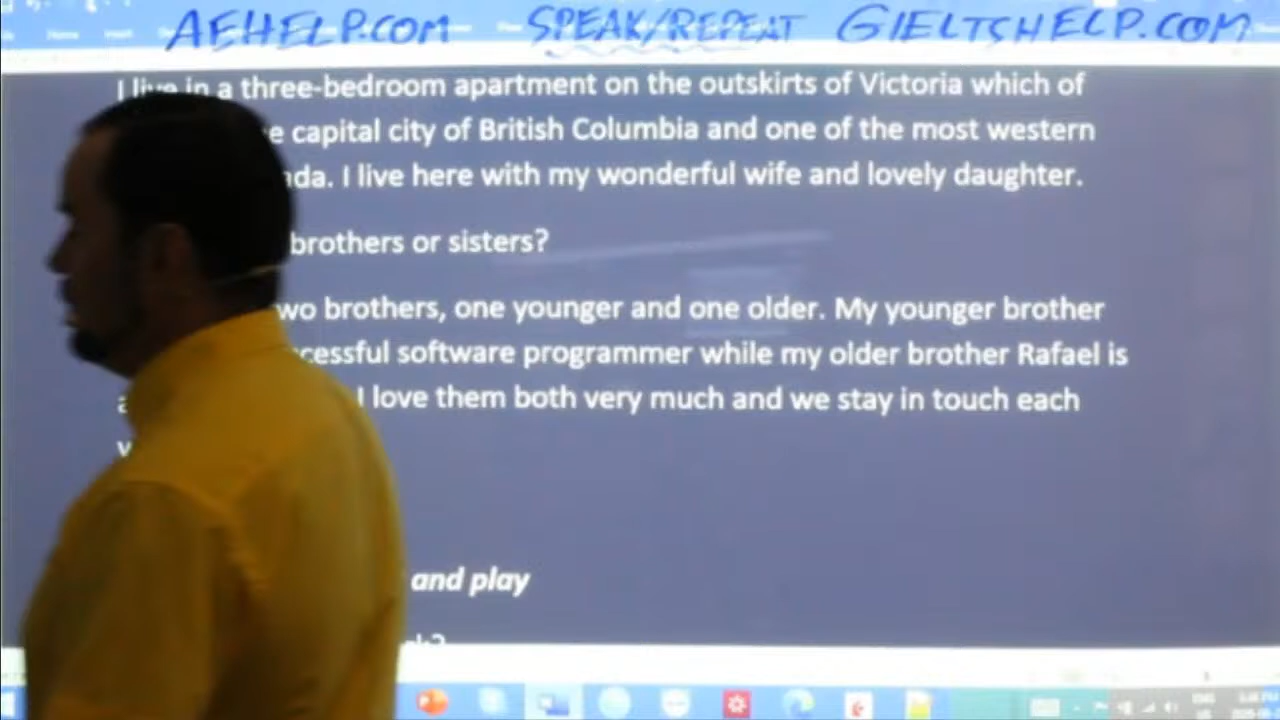 AEHELP.COM SPEAK/REPEAT GIELTSHELP.COM
I live in a three-bedroom apartment on the outskirts of Victoria which of
capital city of British Columbia and one of the most western
I live here with my wonderful wife and lovely daughter.
brothers or sisters?
brothers, one younger and one older. My younger brother
software programmer while my older brother Rafael is
I love them both very much and we stay in touch each
and play